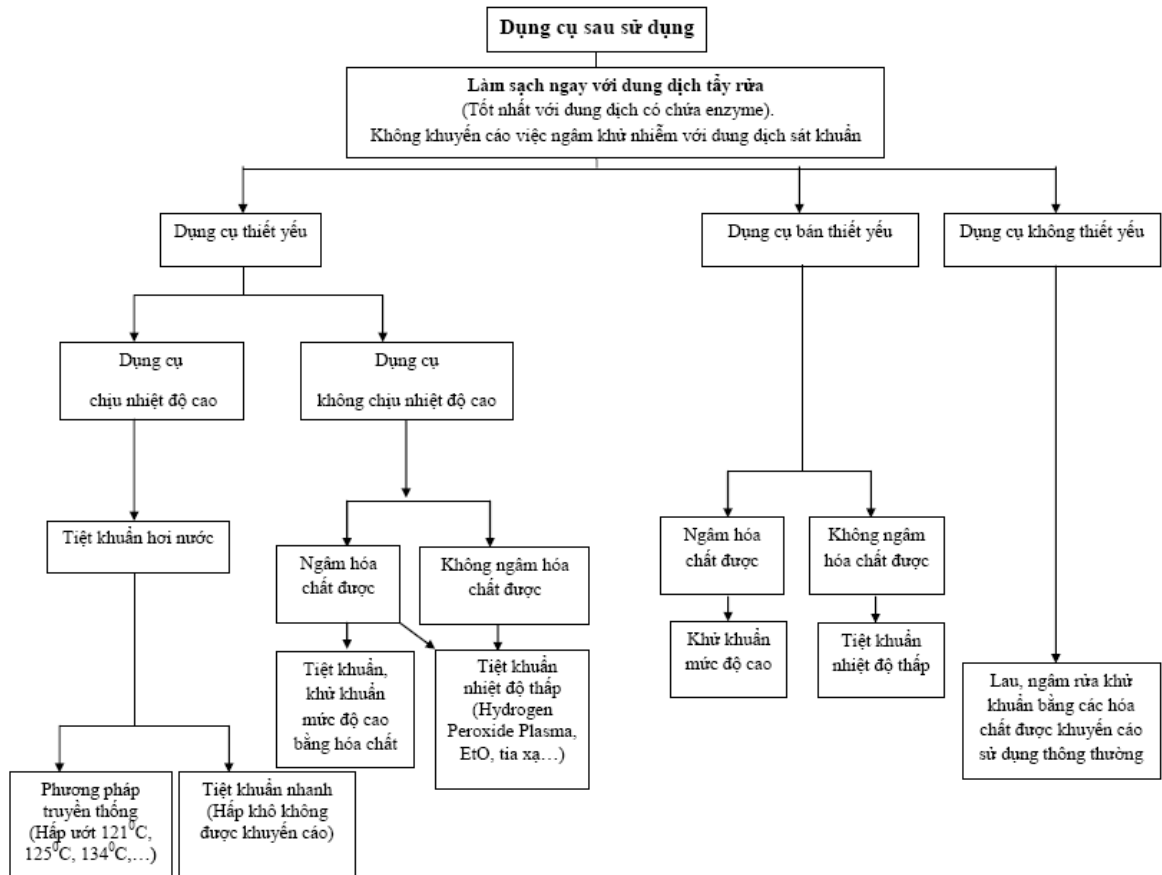 Dụng cụ sau sử dụng
Làm sạch ngay với dung dịch tẩy rửa
(Tốt nhất với dung dịch có chứa enzyme).
Không khuyến cáo việc ngâm khử nhiễm với dung dịch sát khuẩn
Dụng cụ thiết yếu
Dụng cụ bán thiết yếu
Dụng cụ không thiết yếu
Dụng cụ
chịu nhiệt độ cao
Dụng cụ
không chịu nhiệt độ cao
Tiệt khuẩn hơi nước
Ngâm hóa
chất được
Không ngâm hóa
chất được
Ngâm hóa
chất được
Không ngâm
hóa chất được
Tiệt khuẩn,
khử khuẩn
mức độ cao
bằng hóa chất
Tiệt khuẩn
nhiệt độ thấp
(Hydrogen
Peroxide Plasma,
EtO, tia xạ…)
Khử khuẩn
mức độ cao
Tiệt khuẩn
nhiệt độ thấp
Lau, ngâm rửa khử
khuẩn bằng các hóa
chất được khuyến cáo
sử dụng thông thường
Phương pháp
truyền thống
(Hấp ướt 121⁰C,
125⁰C, 134⁰C,…)
Tiệt khuẩn nhanh
(Hấp khô không
được khuyến cáo)